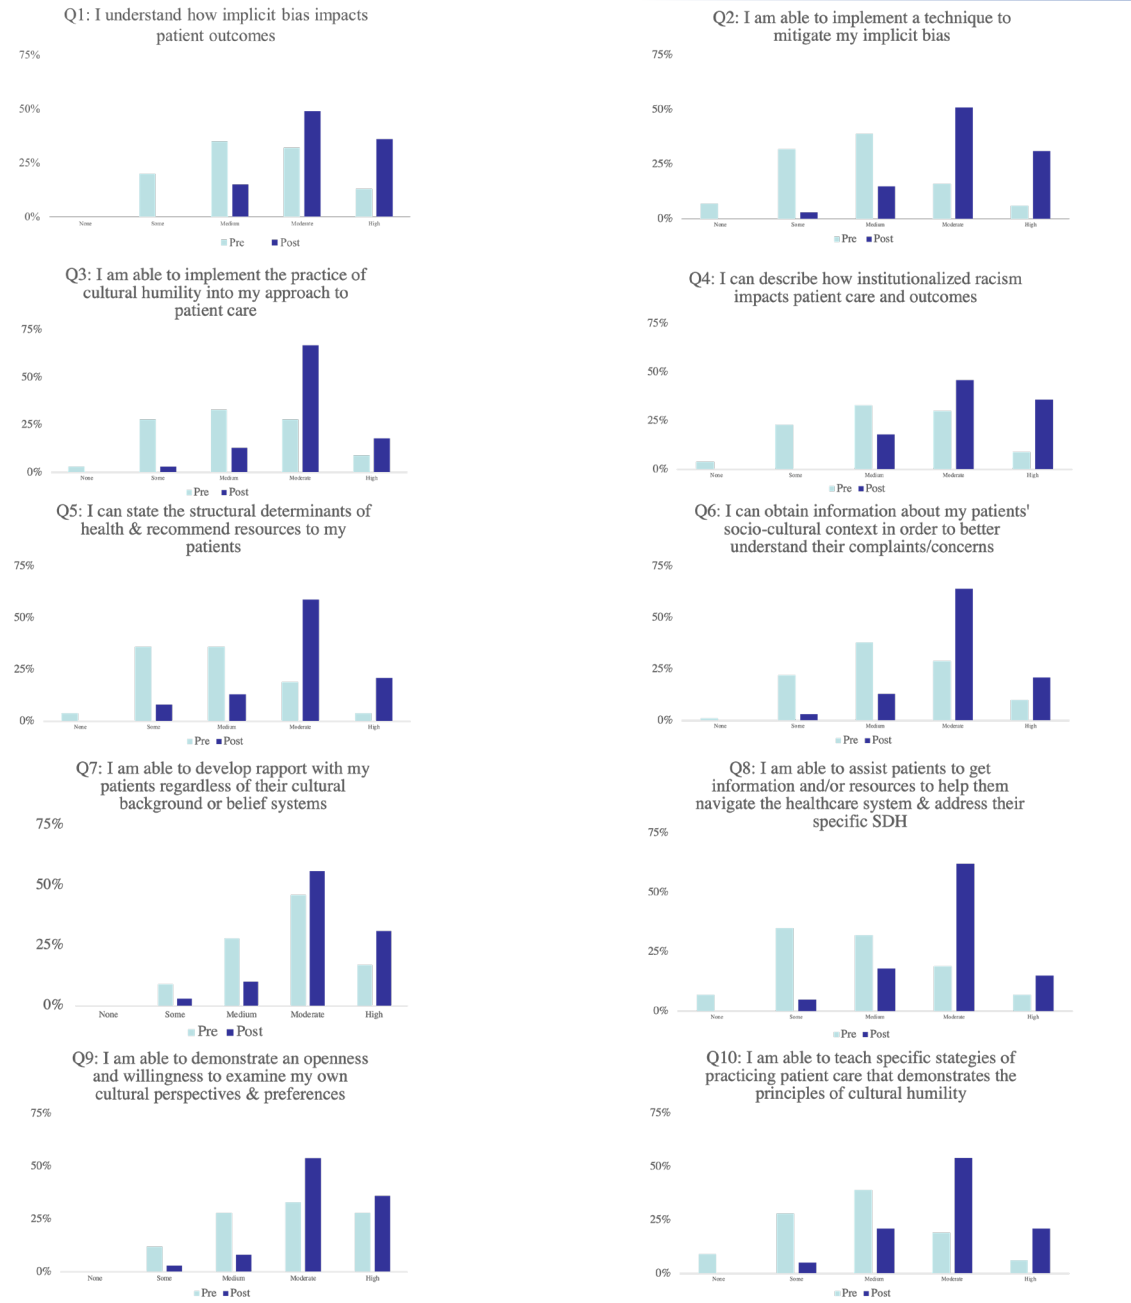 Q1: I understand how implicit bias impacts
patient outcomes
75%
50%
25%
0%
None Some Medium Moderate High
Pre Post
Q2: I am able to implement a technique to
mitigate my implicit bias
75%
50%
25%
0%
None Some Medium Moderate High
Pre Post
Q3: I am able to implement the practice of
cultural humility into my approach to
patient care
75%
50%
25%
0%
None Some Medium Moderate High
Pre Post
Q4: I can describe how institutionalized racism
impacts patient care and outcomes
75%
50%
25%
0%
None Some Medium Moderate High
Pre Post
Q5: I can state the structural determinants of
health & recommend resources to my
patients
75%
50%
25%
0%
None Some Medium Moderate High
Pre Post
Q6: I can obtain information about my patients'
socio-cultural context in order to better
understand their complaints/concerns
75%
50%
25%
0%
None Some Medium Moderate High
Pre Post
Q7: I am able to develop rapport with my
patients regardless of their cultural
background or belief systems
75%
50%
25%
0%
None Some Medium Moderate High
Pre Post
Q8: I am able to assist patients to get
information and/or resources to help them
navigate the healthcare system & address their
specific SDH
75%
50%
25%
0%
None Some Medium Moderate High
Pre Post
Q9: I am able to demonstrate an openness
and willingness to examine my own
cultural perspectives & preferences
75%
50%
25%
0%
None Some Medium Moderate High
Pre Post
Q10: I am able to teach specific stategies of
practicing patient care that demonstrates the
principles of cultural humility
75%
50%
25%
0%
None Some Medium Moderate High
Pre Post